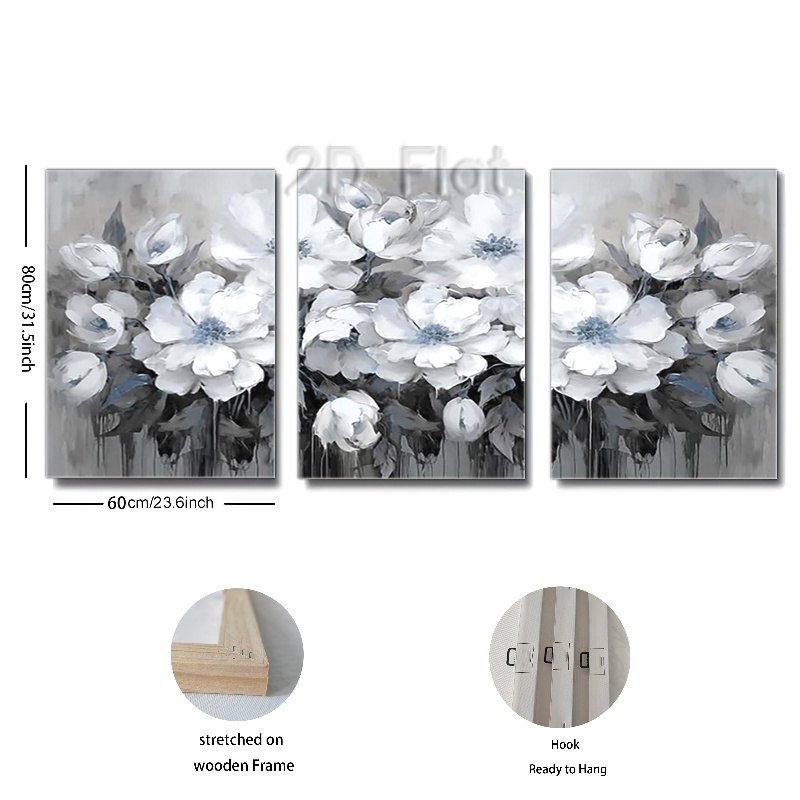 2D Flat
80cm/31.5inch
60cm/23.6inch
stretched on
wooden Frame
Hook
Ready to Hang